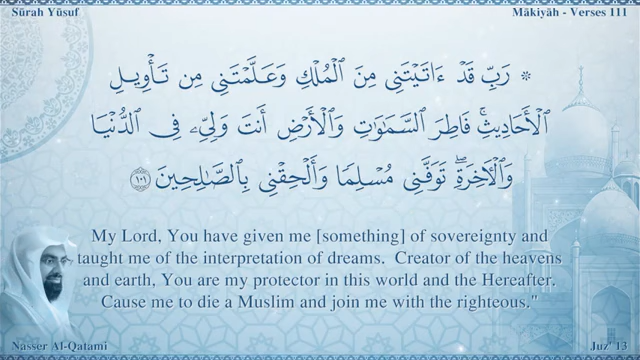 Sūrah Yūsuf
Mākiyāh - Verses 111
۞ رَبِّ قَدْ ءَاتَيْتَنِى مِنَ ٱلْمُلْكِ وَعَلَّمْتَنِى مِن تَأْوِيلِ
ٱلْأَحَادِيثِ ۚ فَاطِرَ ٱلسَّمَـٰوَٰتِ وَٱلْأَرْضِ أَنتَ وَلِىِّۦ فِى ٱلدُّنْيَا
وَٱلْـَٔاخِرَةِ ۖ تَوَفَّنِى مُسْلِمًا وَأَلْحِقْنِى بِٱلصَّـٰلِحِينَ ١٠١
My Lord, You have given me [something] of sovereignty and
taught me of the interpretation of dreams. Creator of the heavens
and earth, You are my protector in this world and the Hereafter.
Cause me to die a Muslim and join me with the righteous."
Nasser Al-Qatami
Juz' 13